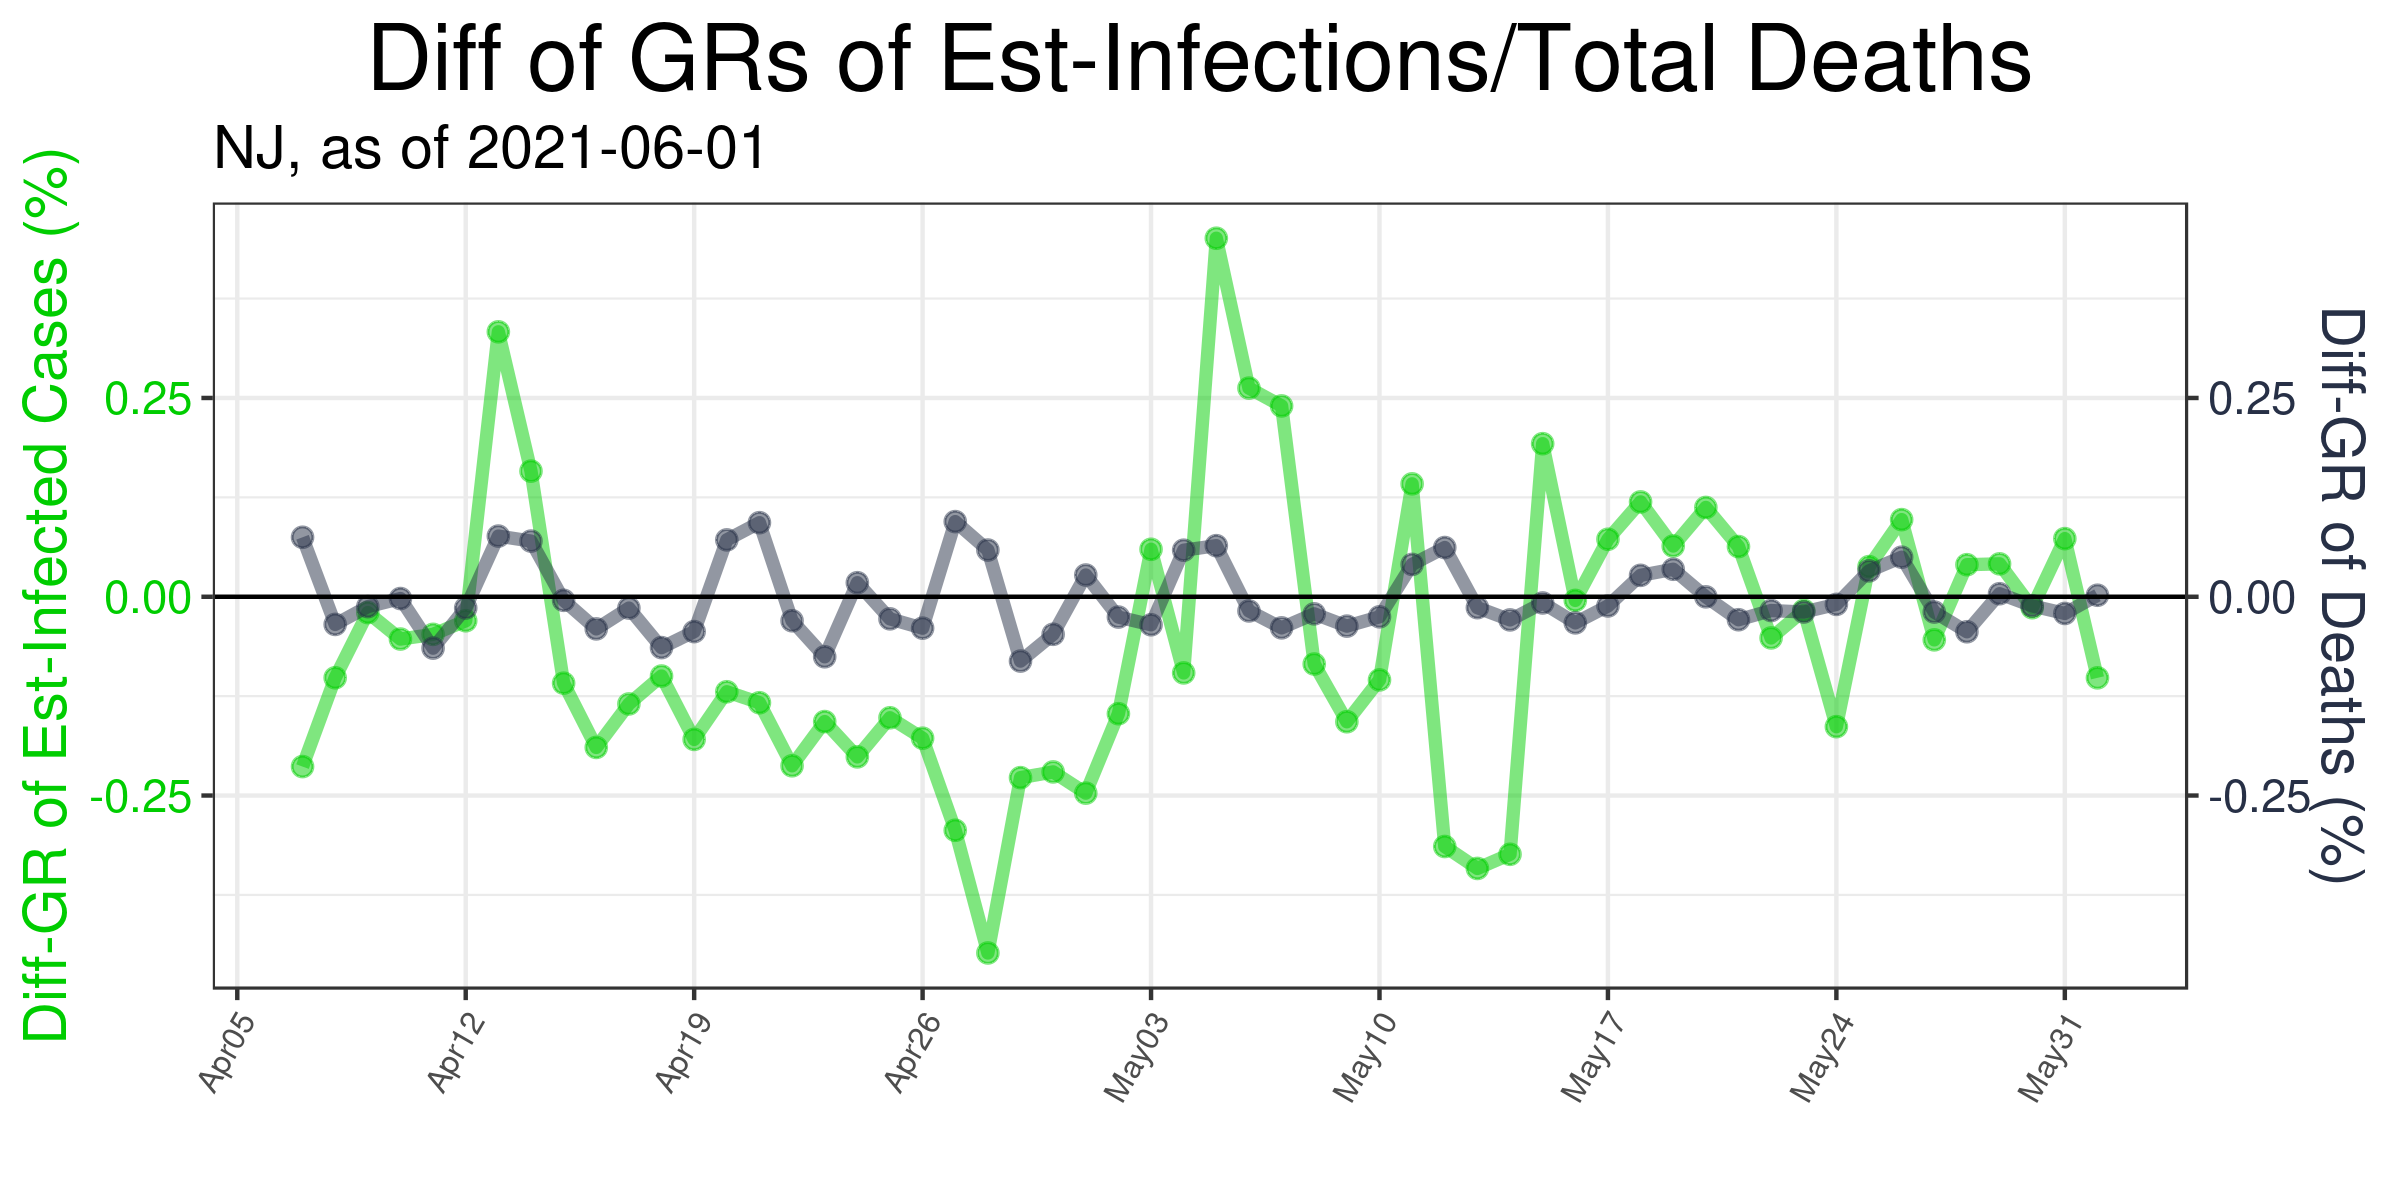 Diff of GRs of Est-Infections/Total Deaths
NJ, as of 2021-06-01
Diff-GR of Est-Infected Cases (%)
0.25
0.00
-0.25
0.25
0.00
-0.25
Diff-GR of Deaths (%)
Apr05
Apr12
Apr19
Apr26
May03
May10
May17
May24
May31